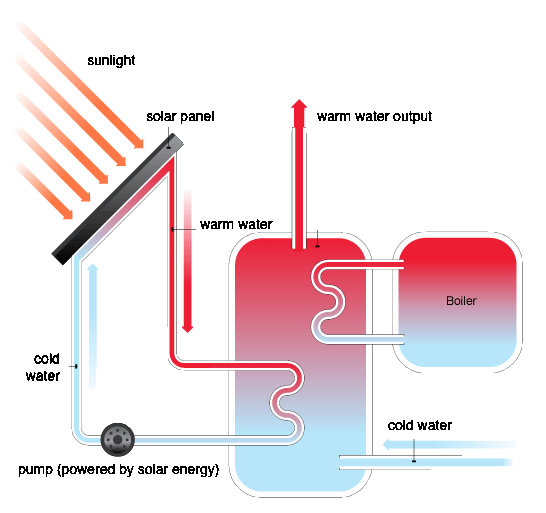 sunlight
solar panel
warm water output
warm water
Boiler
cold
water
cold water
pump {powered by solar energy}